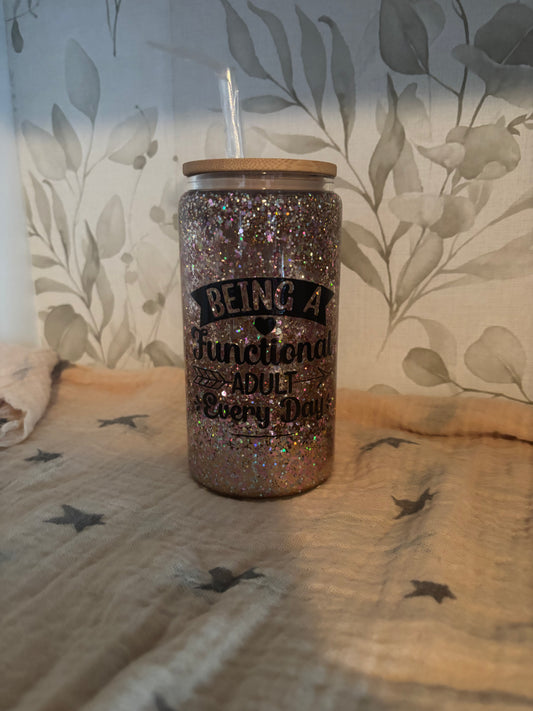 BEING A
Functional
ADULT
Every Day